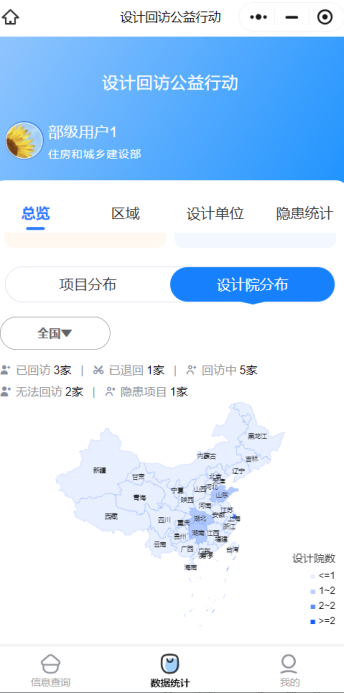 设计回访公益行动
设计回访公益行动
部级用户1
住房和城乡建设部
总览 区域 设计单位 隐患统计
项目分布 设计院分布
全国▼
已回访 3家 | 已退回 1家 | 回访中 5家
无法回访 2家 | 隐患项目 1家
黑龙江
内蒙古 吉林
新疆 辽宁
甘肃 北京
宁夏 山西 河北
青海 山东
陕西
西藏 河南 江苏
四川 重庆 湖北 安徽 上海
浙江
贵州 湖南 江西
云南 福建
广西 台湾
海南
设计院数
<=1
1~2
2~2
>=2
信息查询 数据统计 我的